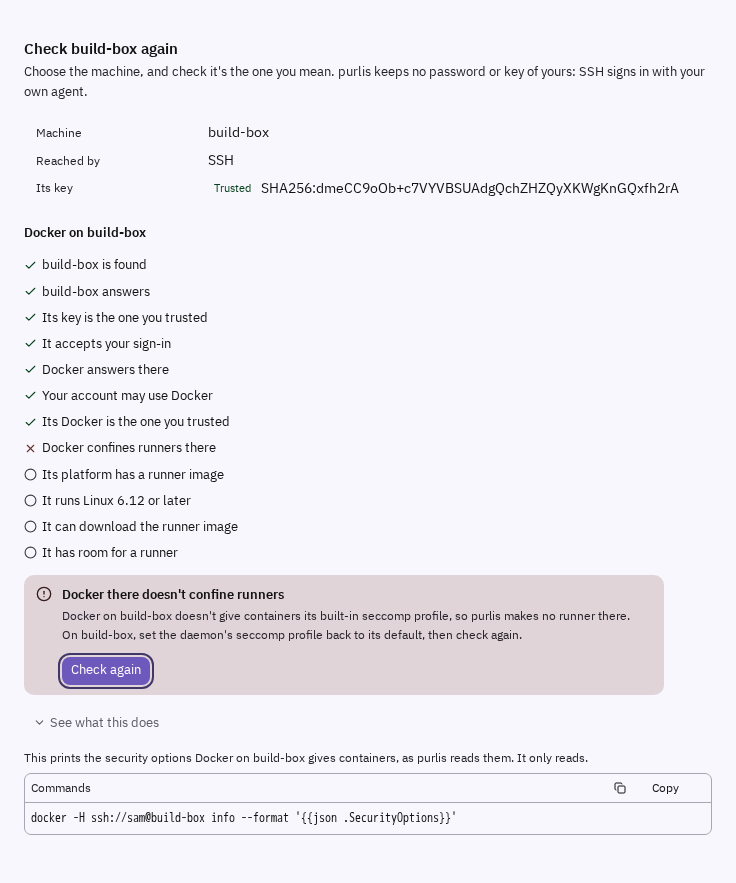 Check build-box again
Choose the machine, and check it's the one you mean. purlis keeps no password or key of yours: SSH signs in with your
own agent.
Machine build-box
Reached by SSH
Its key Trusted SHA256:dmeCC9oOb+c7VYVBSUAdgQchZHZQyXKWgKnGQxfh2rA
Docker on build-box
build-box is found
build-box answers
Its key is the one you trusted
It accepts your sign-in
Docker answers there
Your account may use Docker
Its Docker is the one you trusted
Docker confines runners there
Its platform has a runner image
It runs Linux 6.12 or later
It can download the runner image
It has room for a runner
Docker there doesn't confine runners
Docker on build-box doesn't give containers its built-in seccomp profile, so purlis makes no runner there.
On build-box, set the daemon's seccomp profile back to its default, then check again.
Check again
See what this does
This prints the security options Docker on build-box gives containers, as purlis reads them. It only reads.
Commands Copy
docker -H ssh://sam@build-box info --format '{{json .SecurityOptions}}'